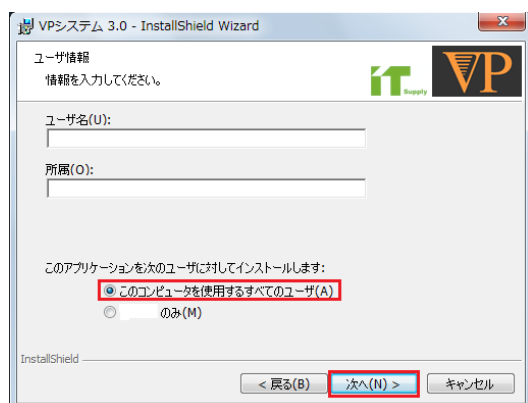 VPシステム 3.0 - InstallShield Wizard
ユーザ情報
情報を入力してください。
iT Supply VP
ユーザ名(U):
所属(O):
このアプリケーションを次のユーザに対してインストールします:
このコンピュータを使用するすべてのユーザ(A)
のみ(M)
InstallShield
< 戻る(B) 次へ(N) > キャンセル